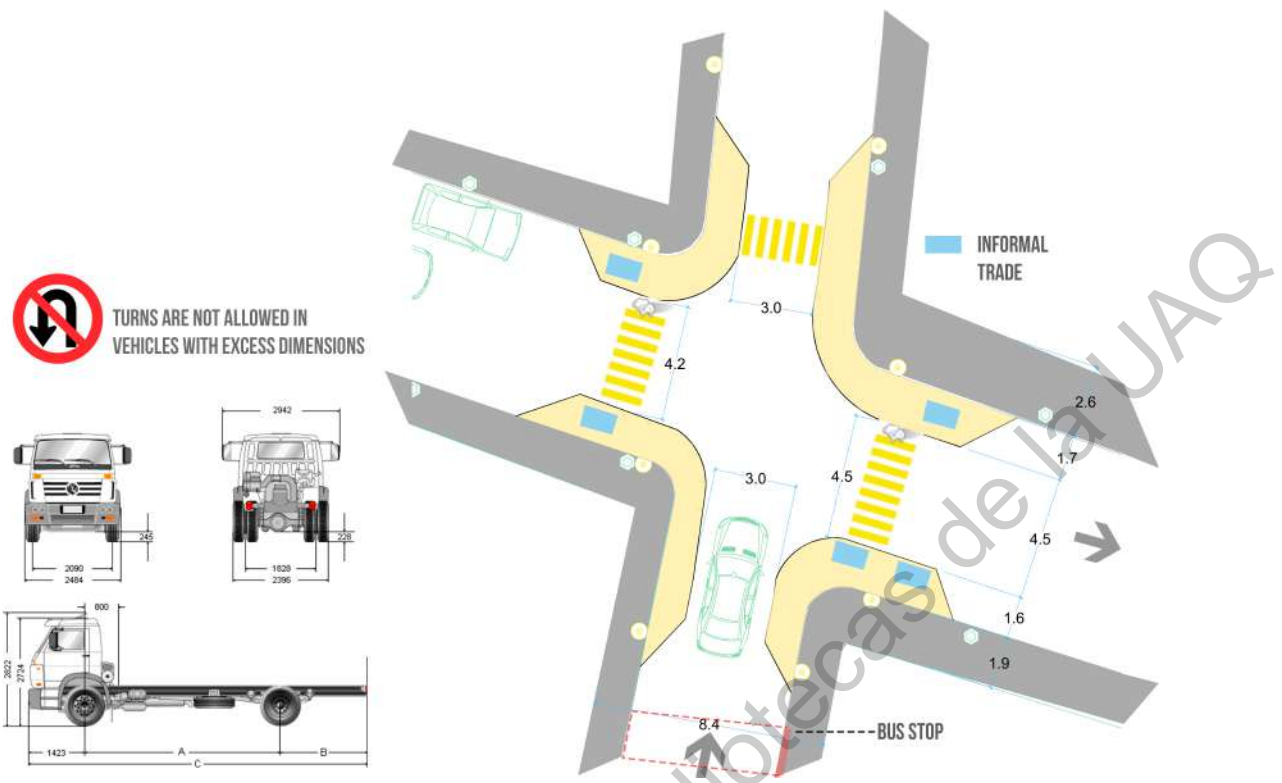 INFORMAL
TRADE
3.0
TURNS ARE NOT ALLOWED IN
VEHICLES WITH EXCESS DIMENSIONS
4.2
2.6
2942
1.7
3.0
4.5
4.5
245
228
2090
2484
1828
2396
800
1.6
1.9
2822
2724
8.4
BUS STOP
1423
A
B
C
iotecas de la UAQ